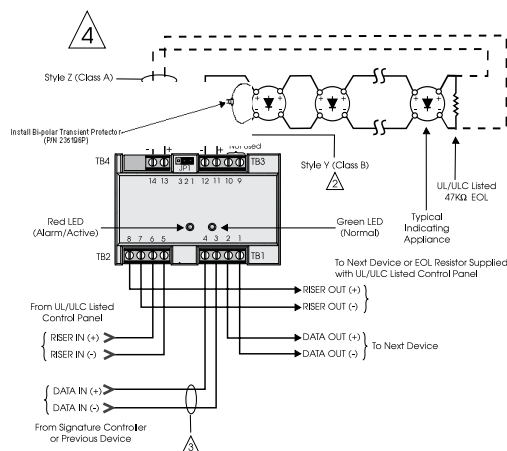 4
Style Z (Class A)
Install Bi-polar Transient Protector
(P/N 235196P)
- +
- +
Not Used
TB4
JP1
TB3
14 13 3 2 1 12 11 10 9
Style Y (Class B)
2
UL/ULC Listed
47KΩ EOL
Typical
Indicating
Appliance
Red LED
(Alarm/Active)
Green LED
(Normal)
8 7 6 5 4 3 2 1
TB2
TB1
To Next Device or EOL Resistor Supplied
with UL/ULC Listed Control Panel
RISER OUT (+)
RISER OUT (-)
From UL/ULC Listed
Control Panel
RISER IN (+)
RISER IN (-)
DATA OUT (+)
DATA OUT (-)
To Next Device
DATA IN (+)
DATA IN (-)
From Signature Controller
or Previous Device
3